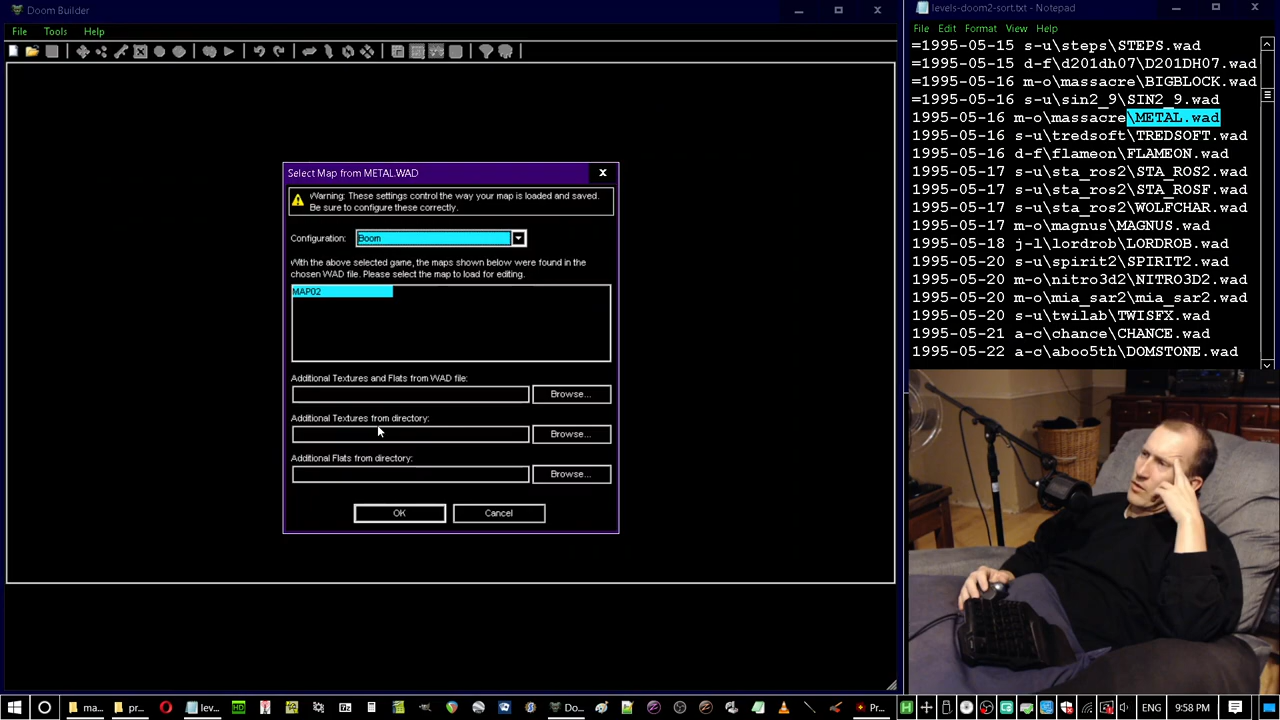 Doom Builder
File Tools Help
Select Map from METAL.WAD
Warning: These settings control the way your map is loaded and saved.
Be sure to configure these correctly.
Configuration: Boom
With the above selected game, the maps shown below were found in the
chosen WAD file. Please select the map to load for editing.
MAP02
Additional Textures and Flats from WAD file:
Browse...
Additional Textures from directory:
Browse...
Additional Flats from directory:
Browse...
OK Cancel
levels-doom2-sort.txt - Notepad
File Edit Format View Help
=1995-05-15 s-u\steps\STEPS.wad
=1995-05-15 d-f\d201dh07\D201DH07.wad
=1995-05-16 m-o\massacre\BIGBLOCK.wad
=1995-05-16 s-u\sin2_9\SIN2_9.wad
1995-05-16 m-o\massacre\METAL.wad
1995-05-16 s-u\tredsoft\TREDSOFT.wad
1995-05-16 d-f\flameon\FLAMEON.wad
1995-05-17 s-u\sta_ros2\STA_ROS2.wad
1995-05-17 s-u\sta_ros2\STA_ROSF.wad
1995-05-17 s-u\sta_ros2\WOLFCHAR.wad
1995-05-17 m-o\magnus\MAGNUS.wad
1995-05-18 j-l\lordrob\LORDROB.wad
1995-05-20 s-u\spirit2\SPIRIT2.wad
1995-05-20 m-o\nitro3d2\NITRO3D2.wad
1995-05-20 m-o\mia_sar2\mia_sar2.wad
1995-05-20 s-u\twilab\TWISFX.wad
1995-05-21 a-c\chance\CHANCE.wad
1995-05-22 a-c\aboo5th\DOMSTONE.wad
ma... pr... lev... HD Do... Pr... ENG 9:58 PM